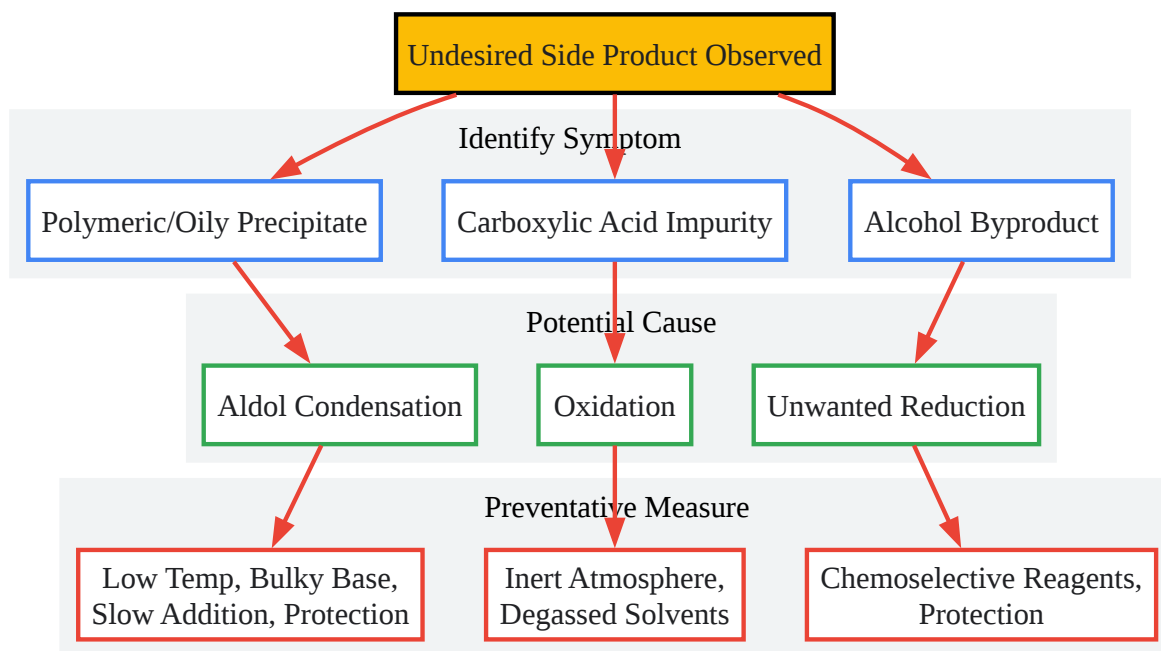 Undesired Side Product Observed
Identify Symptom
Polymeric/Oily Precipitate
Carboxylic Acid Impurity
Alcohol Byproduct
Potential Cause
Aldol Condensation
Oxidation
Unwanted Reduction
Preventative Measure
Low Temp, Bulky Base,
Slow Addition, Protection
Inert Atmosphere,
Degassed Solvents
Chemoselective Reagents,
Protection